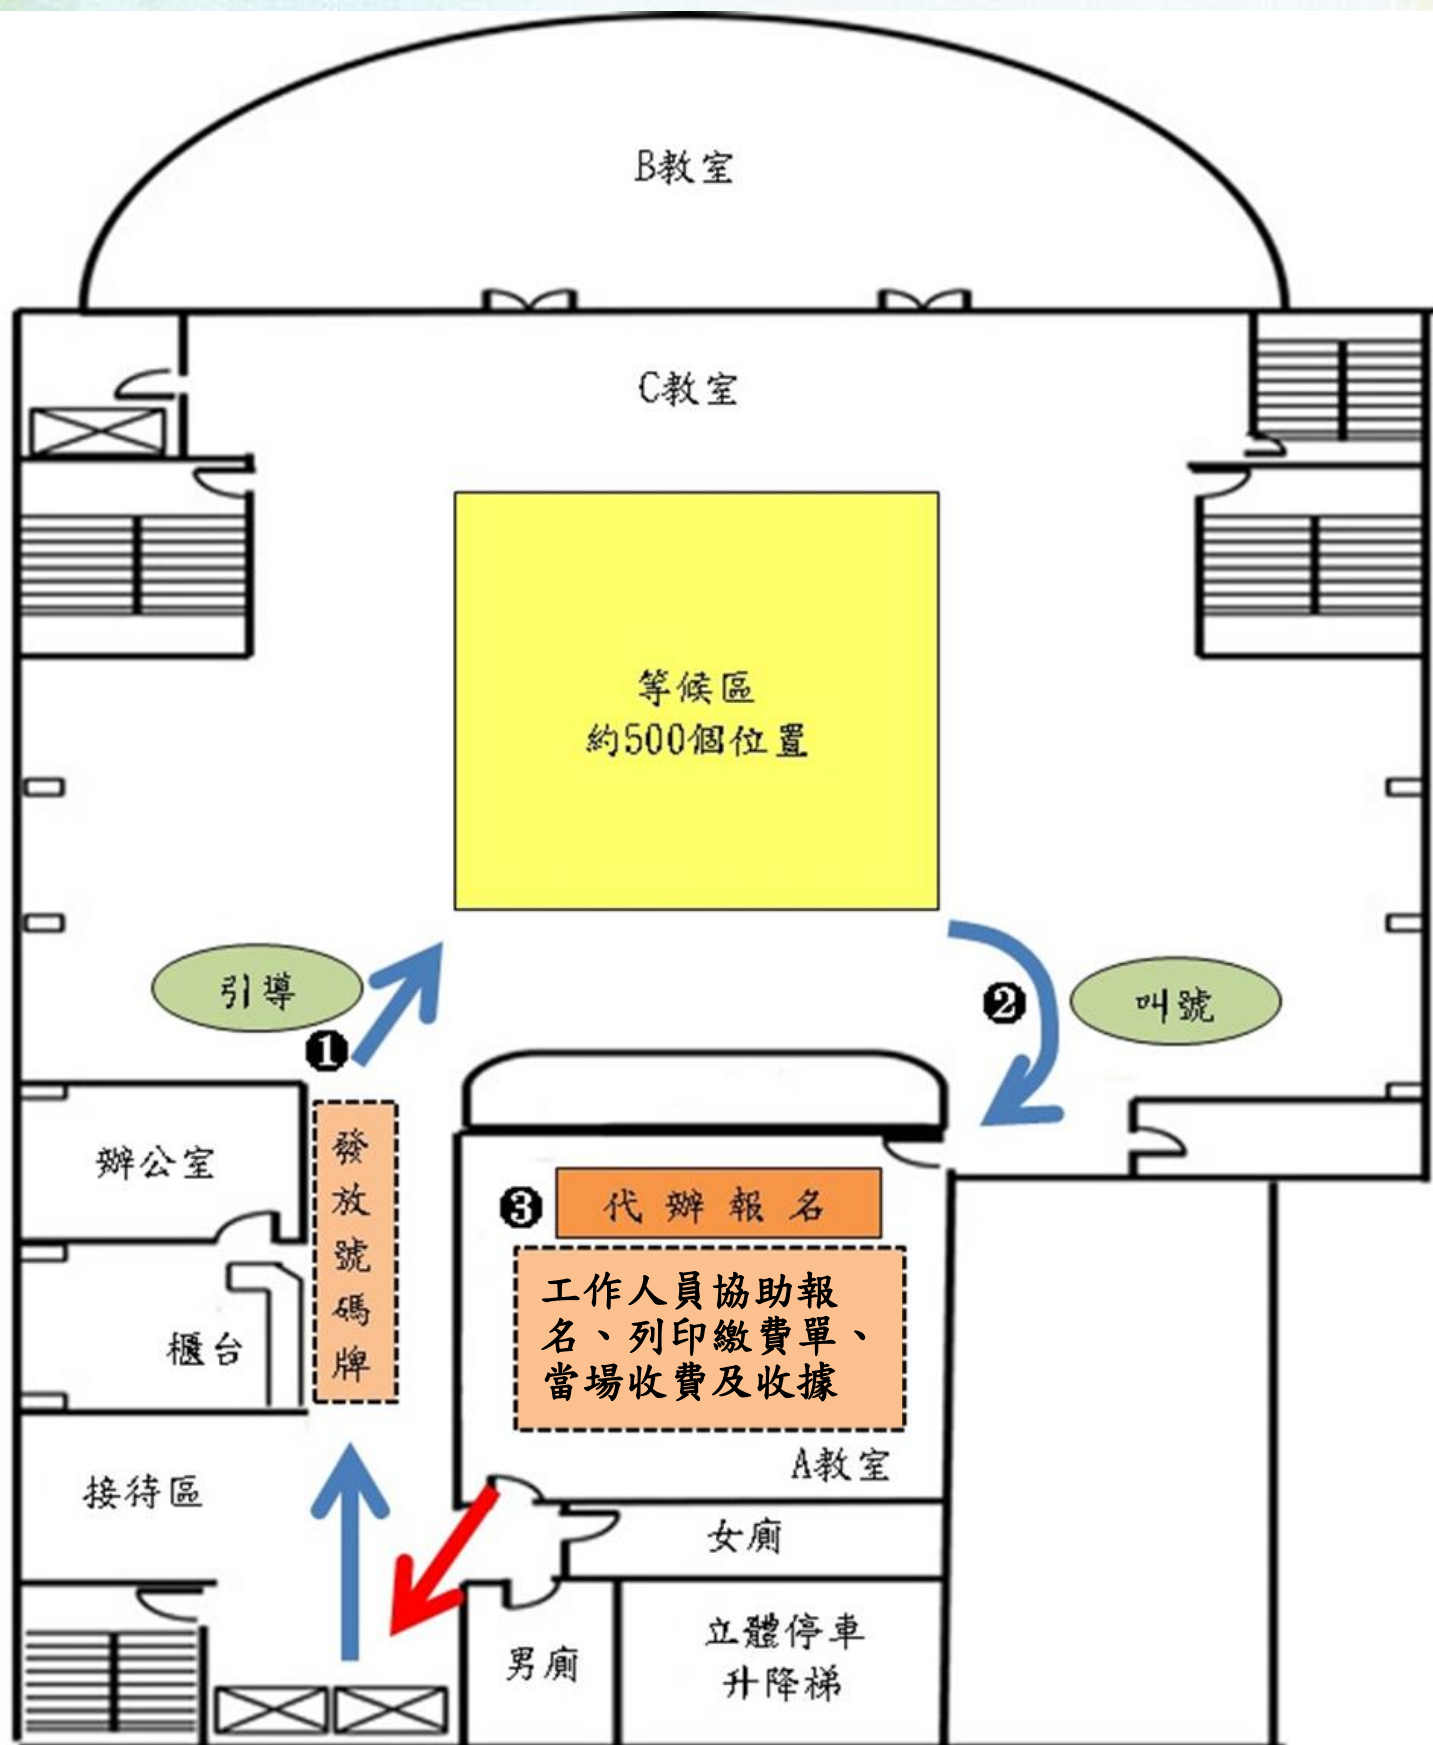 B教室
C教室
等候區
約500個位置
引導
❶
❷
叫號
辦公室
發放號碼牌
❸
代辦報名
工作人員協助報
名、列印繳費單、
當場收費及收據
櫃台
A教室
接待區
女廁
男廁
立體停車
升降梯